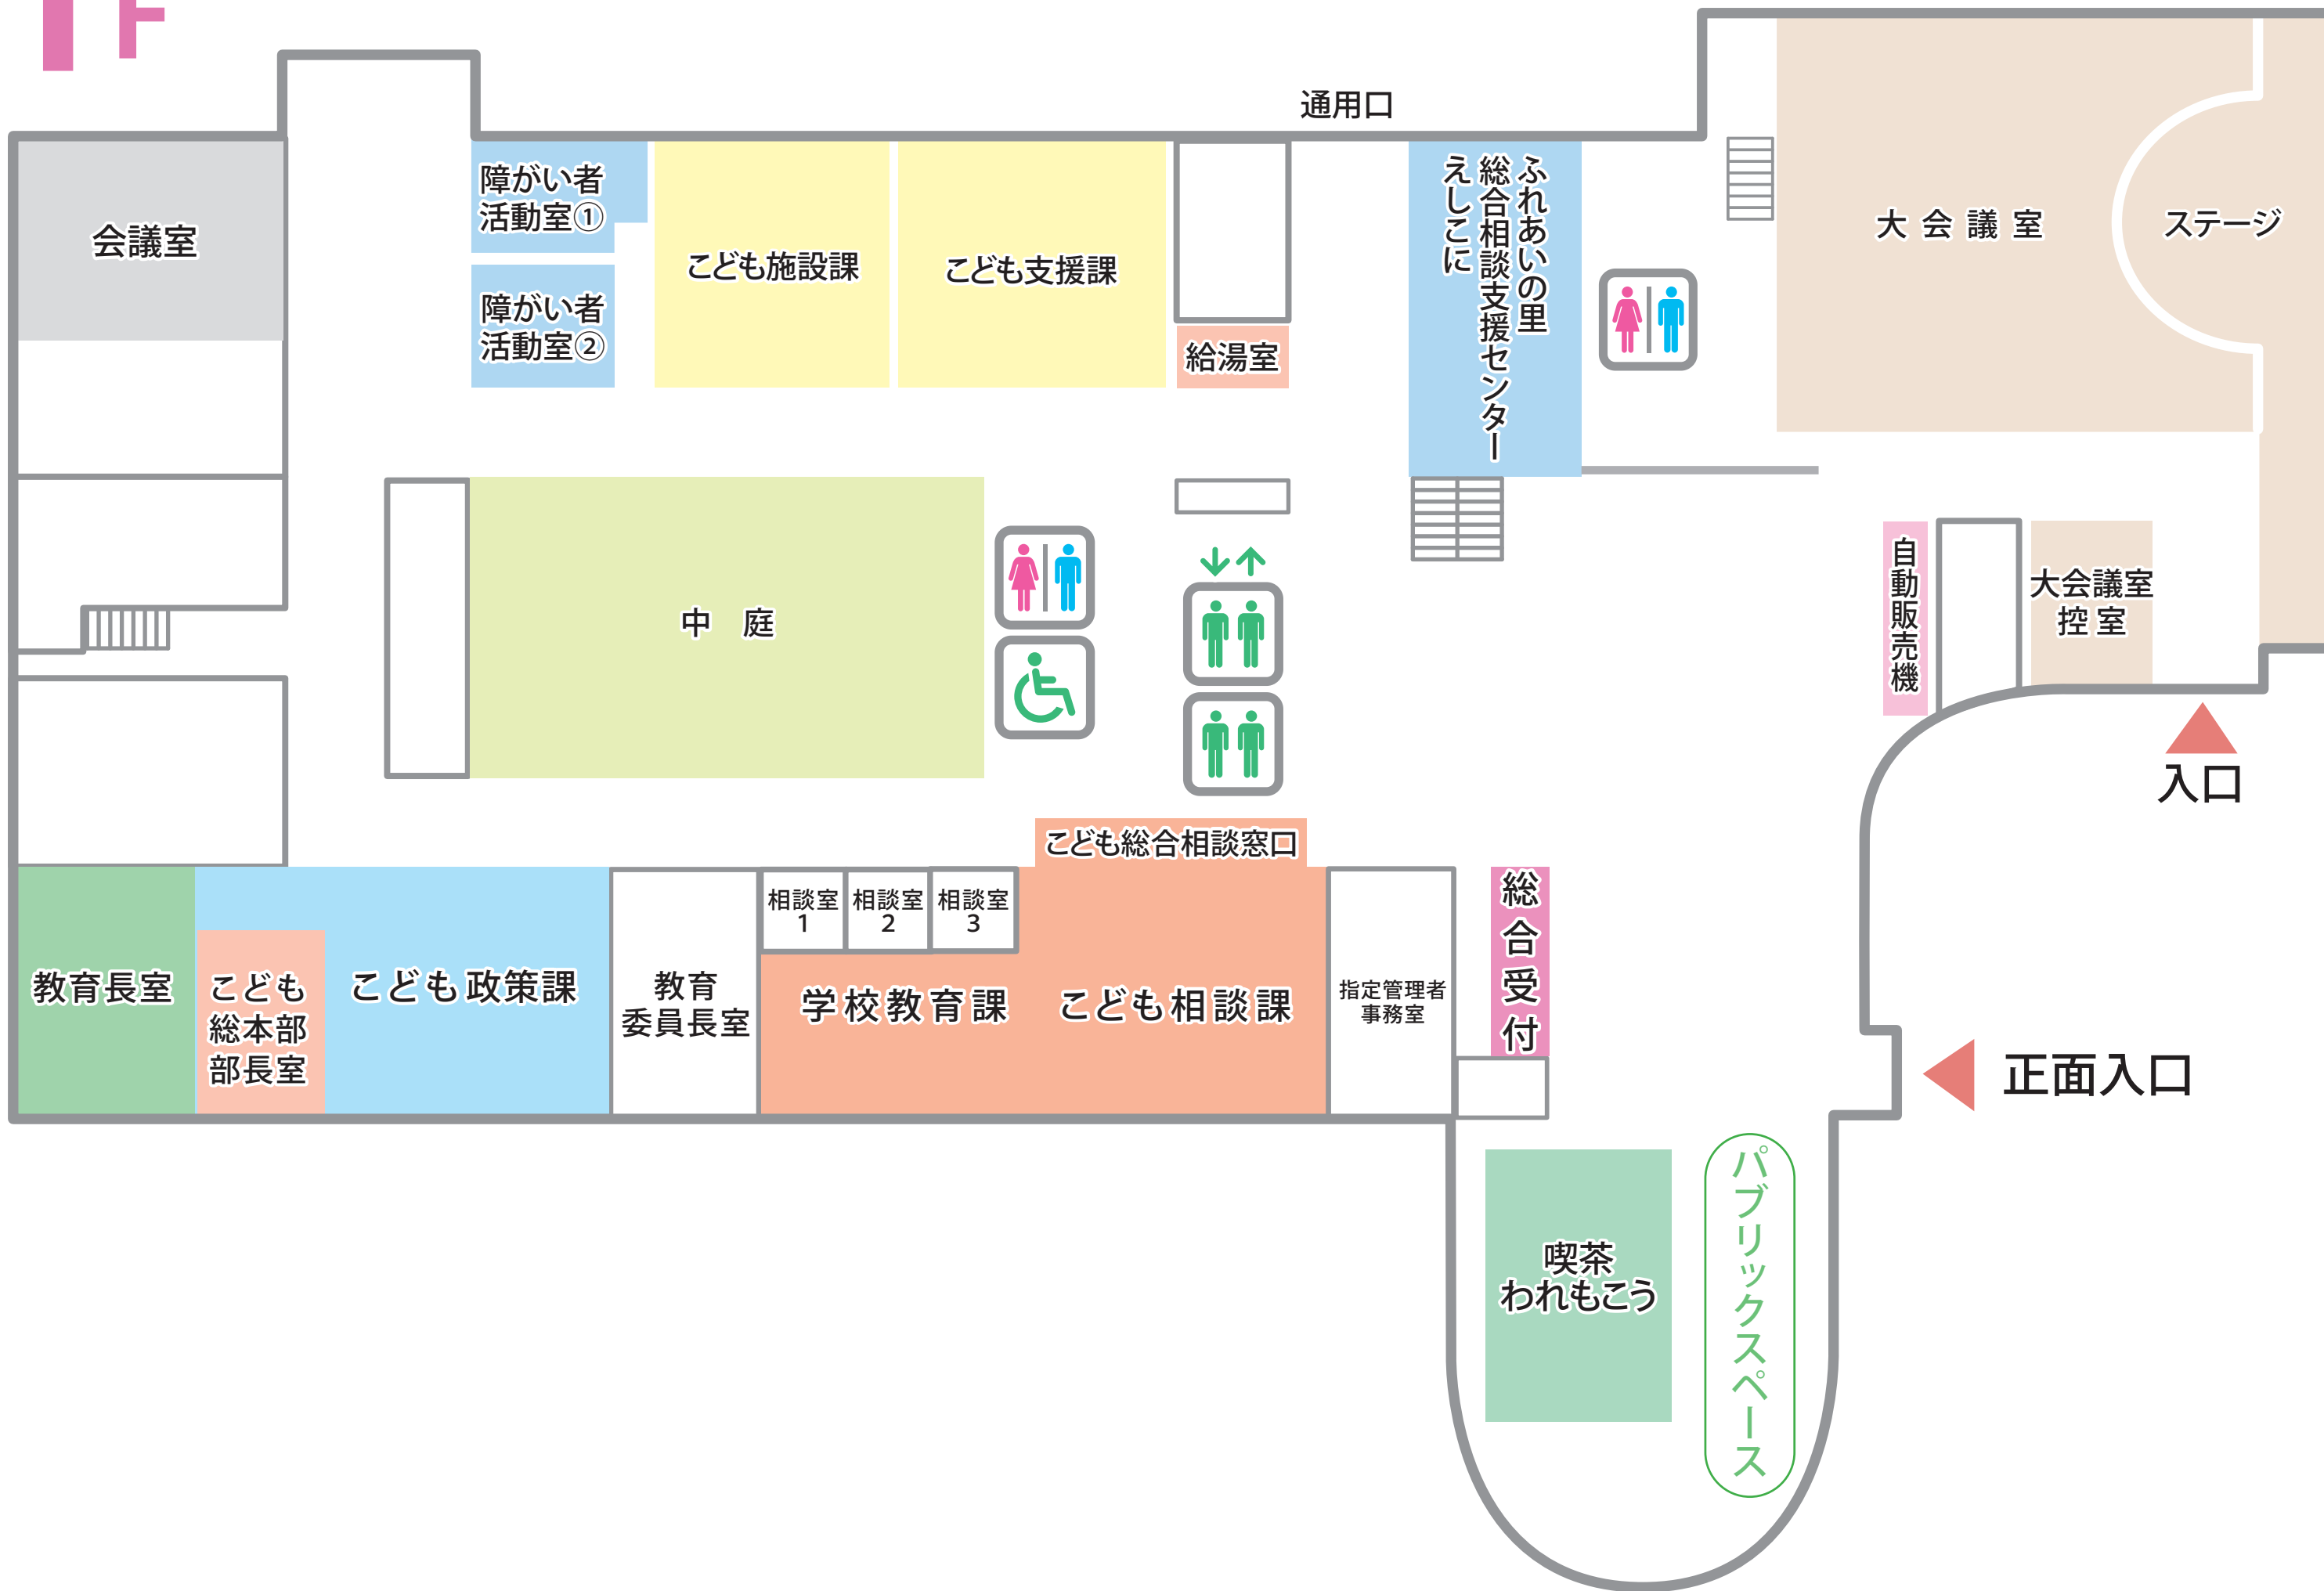 1F
通用口
会議室
障がい者
活動室①
障がい者
活動室②
こども施設課
こども支援課
給湯室
ふれあいの里
総合相談支援センター
えしこに
大会議室
ステージ
中庭
自動販売機
大会議室
控室
入口
こども総合相談窓口
教育長室
こども
総本部
部長室
こども政策課
教育
委員長室
相談室
1
相談室
2
相談室
3
学校教育課
こども相談課
指定管理者
事務室
総合受付
正面入口
喫茶
われもこう
パブリックスペース